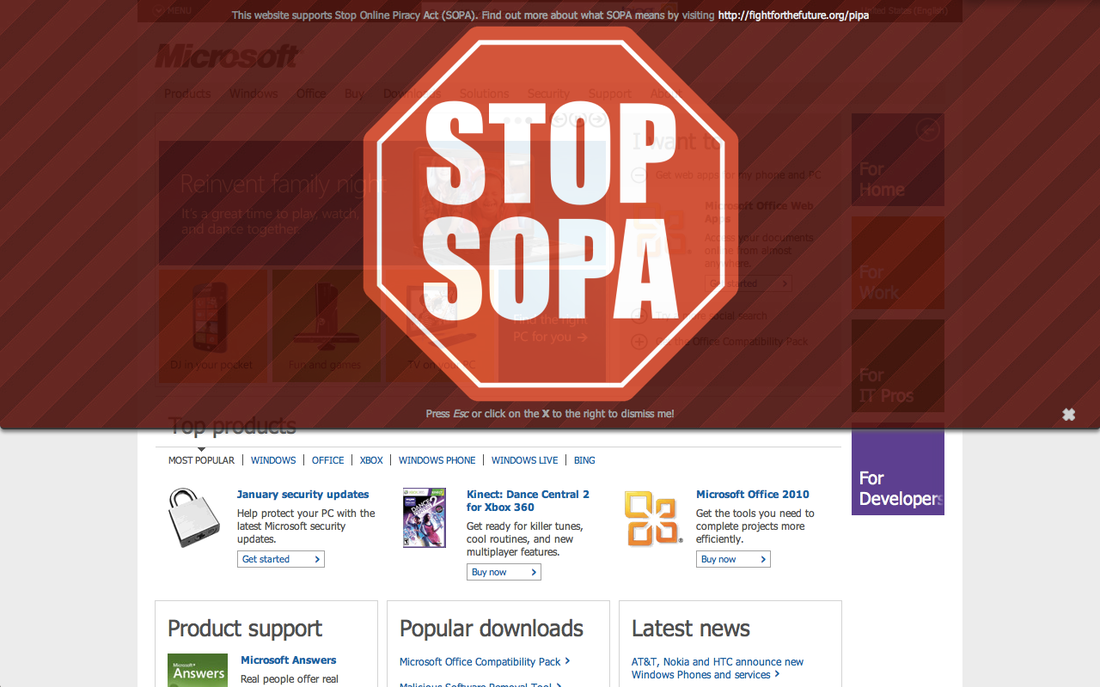 This website supports Stop Online Piracy Act (SOPA). Find out more about what SOPA means by visiting http://fightforthefuture.org/pipa
MENU
United States (English)
Microsoft
Products Windows Office Buy Downloads Solutions Security Support About
STOP
SOPA
Reinvent family night
It's a great time to play, watch,
and dance together.
I want to
Get web apps for my phone and PC
Microsoft Office Web
Apps
Access your documents
online from almost
anywhere.
Get started
Office Compatibility Pack
DJ in your pocket
Fun and games
TV on your PC
Find the right
PC for you
For
Home
For
Work
For
IT Pros
For
Developers
Press Esc or click on the X to the right to dismiss me!
Top products
MOST POPULAR | WINDOWS | OFFICE | XBOX | WINDOWS PHONE | WINDOWS LIVE | BING
January security updates
Help protect your PC with the
latest Microsoft security
updates.
Get started
Kinect: Dance Central 2
for Xbox 360
Get ready for killer tunes,
cool routines, and new
multiplayer features.
Buy now
Microsoft Office 2010
Get the tools you need to
complete projects more
efficiently.
Buy now
Product support
Microsoft
Answers
Microsoft Answers
Real people offer real
Popular downloads
Microsoft Office Compatibility Pack
Malicious Software Removal Tool
Latest news
AT&T, Nokia and HTC announce new
Windows Phones and services